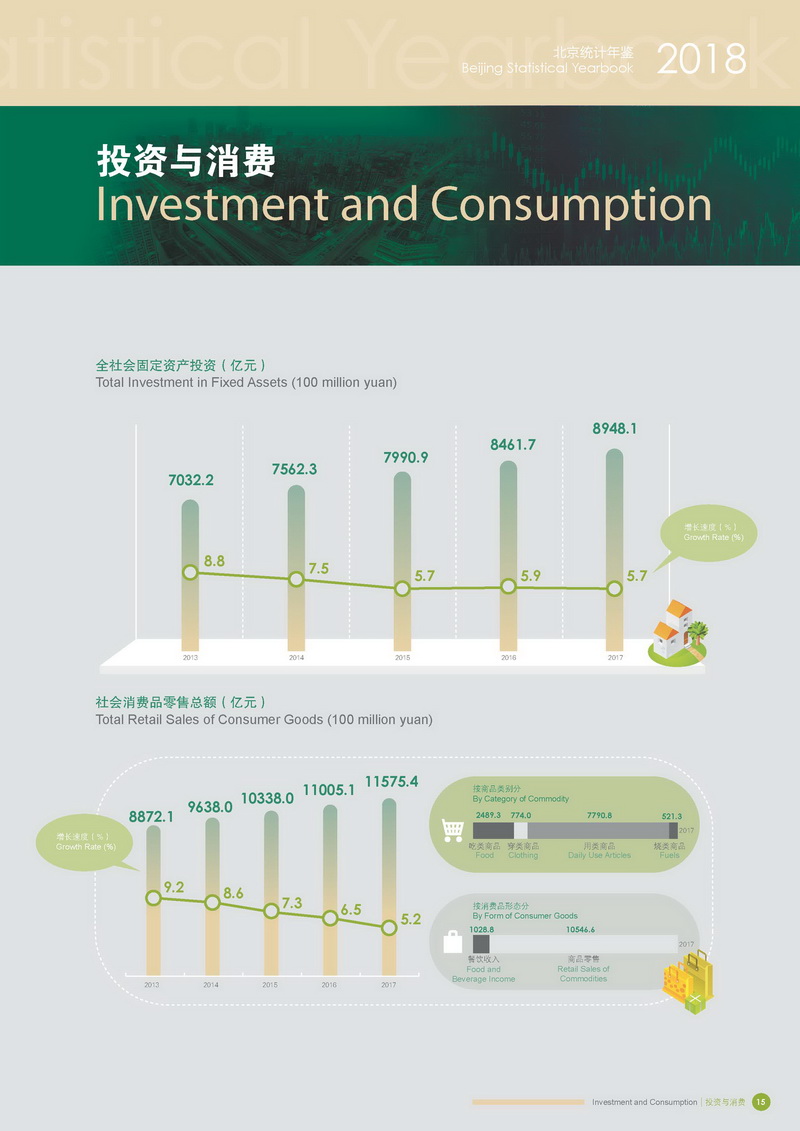 atistical Yearbook
北京统计年鉴
Beijing Statistical Yearbook
2018
投资与消费
Investment and Consumption
全社会固定资产投资（亿元）
Total Investment in Fixed Assets (100 million yuan)
7032.2
7562.3
7990.9
8461.7
8948.1
增长速度（%）
Growth Rate (%)
8.8
7.5
5.7
5.9
5.7
2013
2014
2015
2016
2017
社会消费品零售总额（亿元）
Total Retail Sales of Consumer Goods (100 million yuan)
8872.1
9638.0
10338.0
11005.1
11575.4
增长速度（%）
Growth Rate (%)
9.2
8.6
7.3
6.5
5.2
2013
2014
2015
2016
2017
按商品类别分
By Category of Commodity
2489.3
774.0
7790.8
521.3
2017
吃类商品
Food
穿类商品
Clothing
用类商品
Daily Use Articles
烧类商品
Fuels
按消费品形态分
By Form of Consumer Goods
1028.8
10546.6
2017
餐饮收入
Food and
Beverage Income
商品零售
Retail Sales of
Commodities
Investment and Consumption | 投资与消费 15